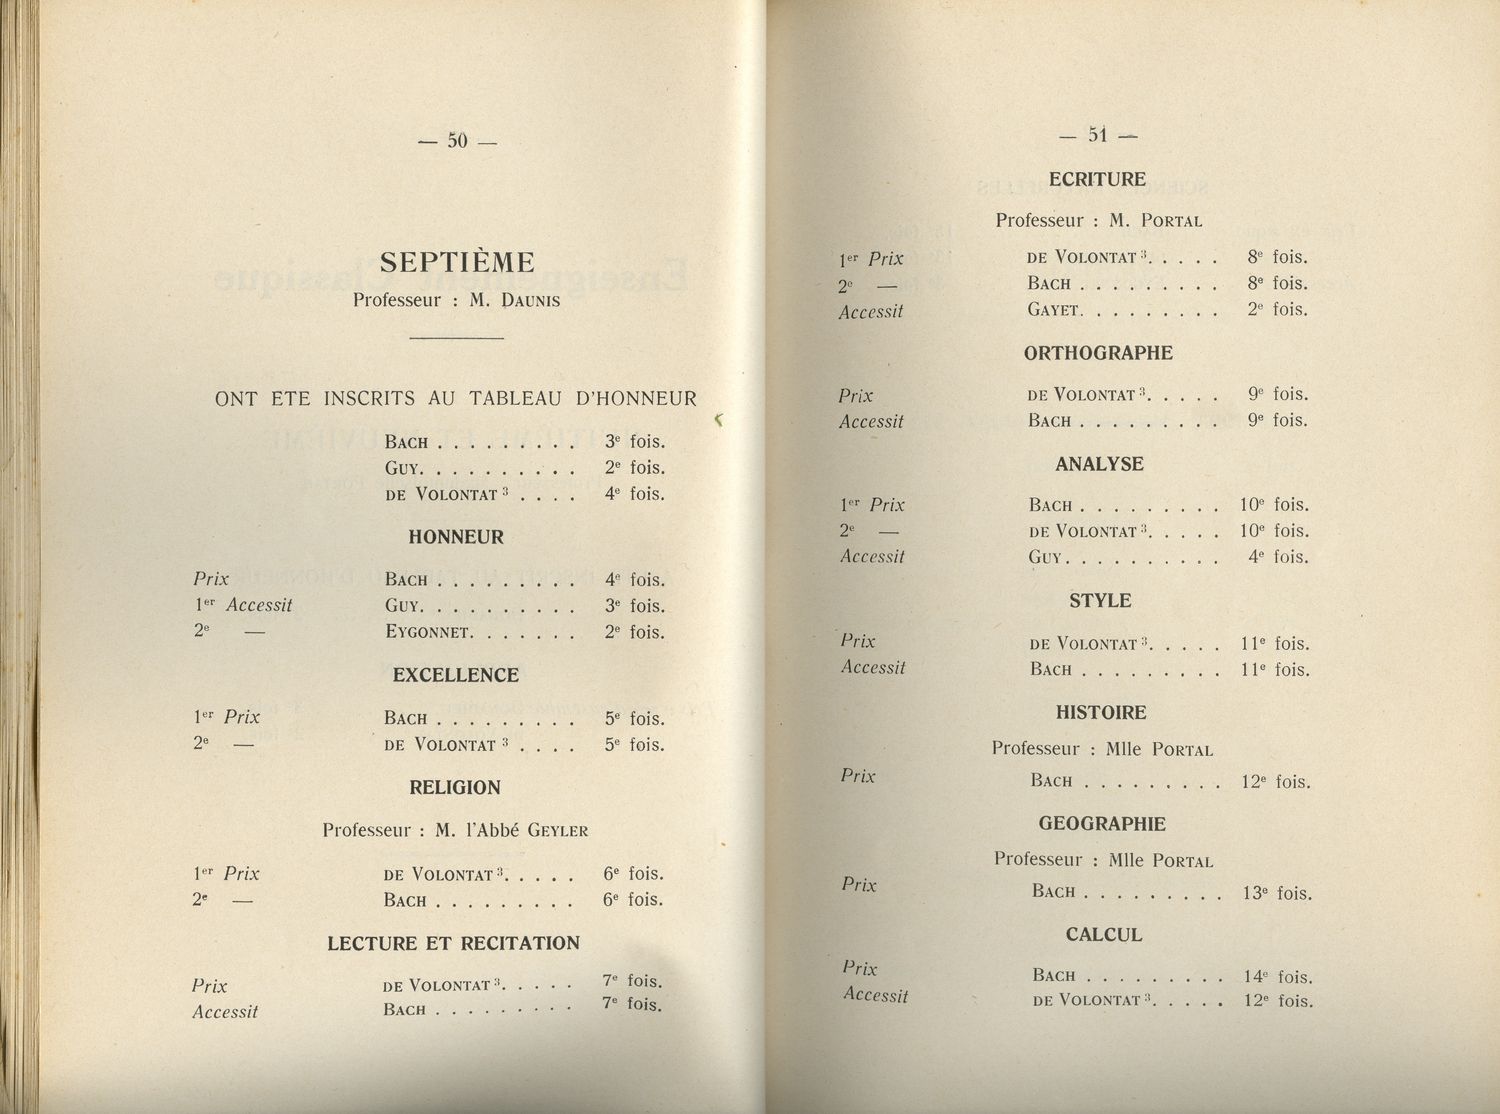 — 50 —
SEPTIÈME
Professeur : M. DAUNIS
ONT ETE INSCRITS AU TABLEAU D'HONNEUR
BACH . . . . . . . . . 3e fois.
GUY. . . . . . . . . . 2e fois.
DE VOLONTAT 3 . . . . 4e fois.
HONNEUR
Prix BACH . . . . . . . . . 4e fois.
1er Accessit GUY. . . . . . . . . . 3e fois.
2e — EYGONNET. . . . . . . 2e fois.
EXCELLENCE
1er Prix BACH . . . . . . . . . 5e fois.
2e — DE VOLONTAT 3 . . . . 5e fois.
RELIGION
Professeur : M. l'Abbé GEYLER
1er Prix DE VOLONTAT 3. . . . . 6e fois.
2e — BACH . . . . . . . . . 6e fois.
LECTURE ET RECITATION
Prix DE VOLONTAT 3. . . . . 7e fois.
Accessit BACH . . . . . . . . . 7e fois.
— 51 —
ECRITURE
Professeur : M. PORTAL
1er Prix DE VOLONTAT 3. . . . . 8e fois.
2e — BACH . . . . . . . . . 8e fois.
Accessit GAYET. . . . . . . . . 2e fois.
ORTHOGRAPHE
Prix DE VOLONTAT 3. . . . . 9e fois.
Accessit BACH . . . . . . . . . 9e fois.
ANALYSE
1er Prix BACH . . . . . . . . . 10e fois.
2e — DE VOLONTAT 3. . . . . 10e fois.
Accessit GUY. . . . . . . . . . 4e fois.
STYLE
Prix DE VOLONTAT 3. . . . . 11e fois.
Accessit BACH . . . . . . . . . 11e fois.
HISTOIRE
Professeur : Mlle PORTAL
Prix BACH . . . . . . . . . 12e fois.
GEOGRAPHIE
Professeur : Mlle PORTAL
Prix BACH . . . . . . . . . 13e fois.
CALCUL
Prix BACH . . . . . . . . . 14e fois.
Accessit DE VOLONTAT 3. . . . . 12e fois.